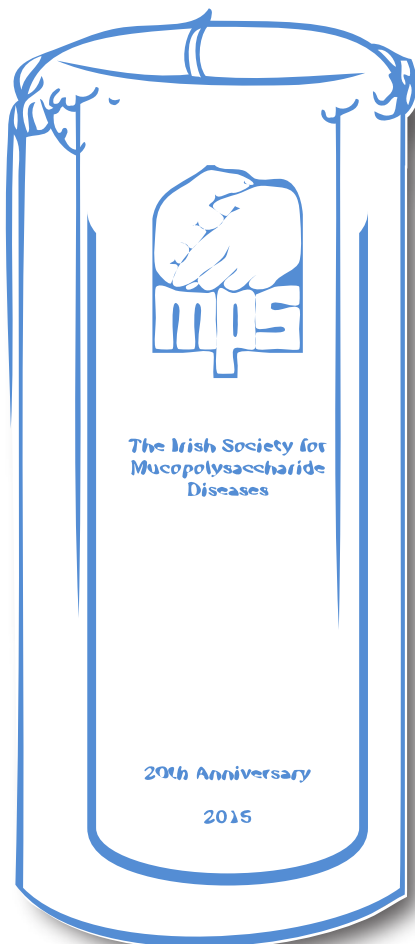 mps
The Irish Society for
Mucopolysaccharide
Diseases
20th Anniversary
2015